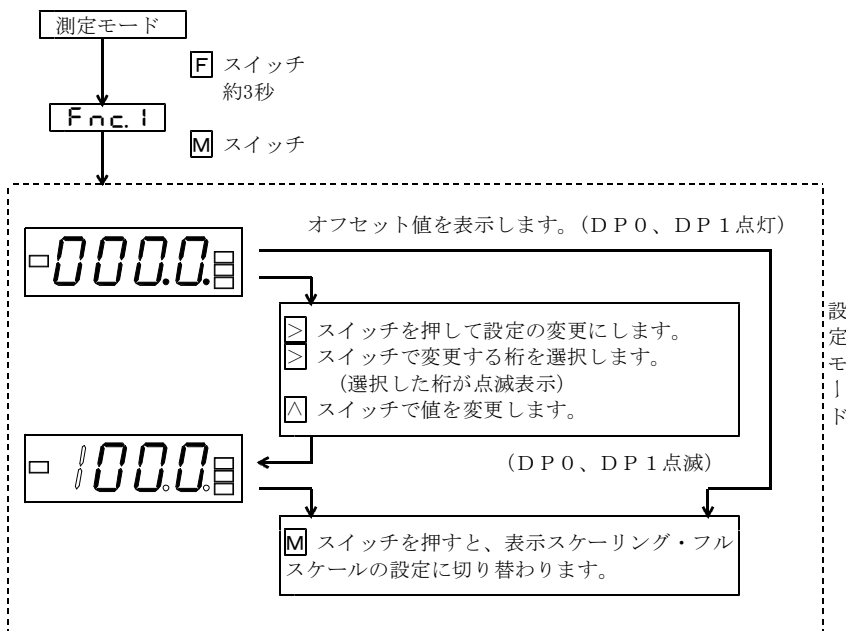 測定モード
F スイッチ
約3秒
Fnc.1
M スイッチ
オフセット値を表示します。(DP0、DP1点灯)
-000.0.
> スイッチを押して設定の変更にします。
> スイッチで変更する桁を選択します。
(選択した桁が点滅表示)
∧ スイッチで値を変更します。
設定モード
-100.0.
(DP0、DP1点滅)
M スイッチを押すと、表示スケーリング・フル
スケールの設定に切り替わります。